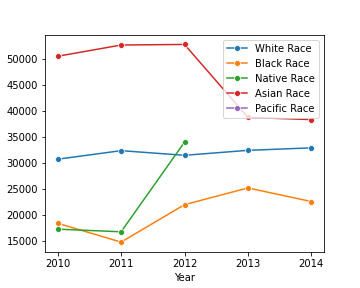 50000
45000
40000
35000
30000
25000
20000
15000
White Race
Black Race
Native Race
Asian Race
Pacific Race
2010 2011 2012 2013 2014
Year